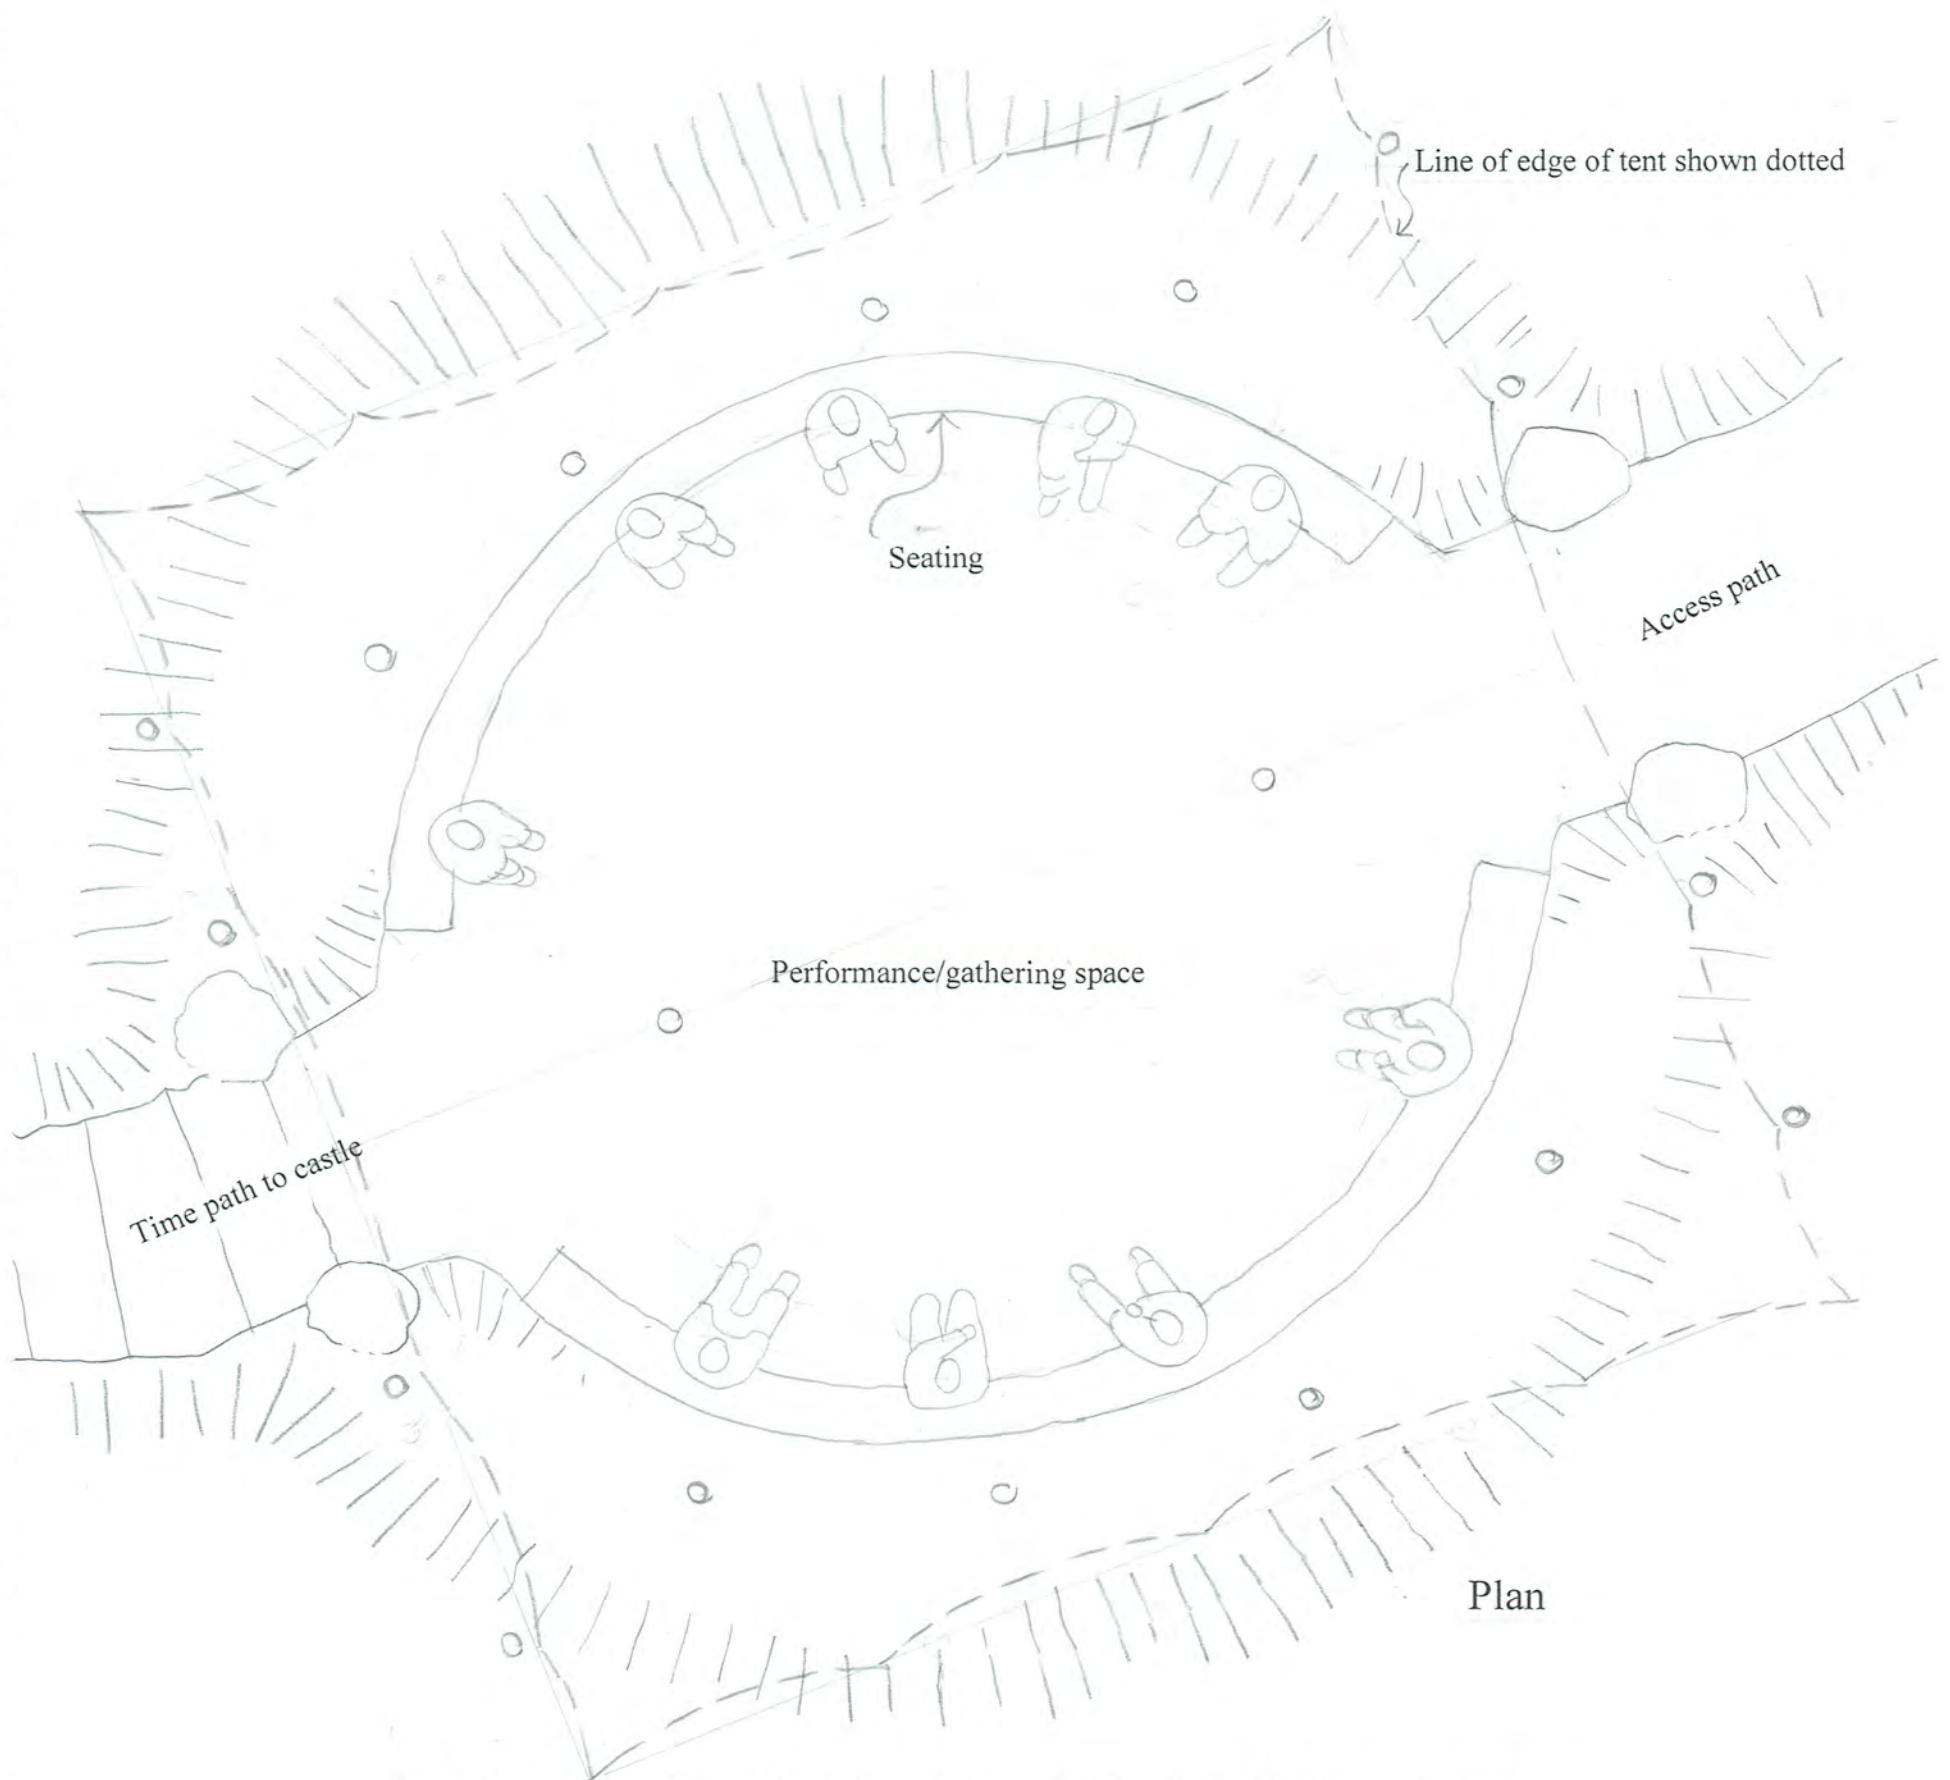 Line of edge of tent shown dotted
Seating
Access path
Performance/gathering space
Time path to castle
Plan